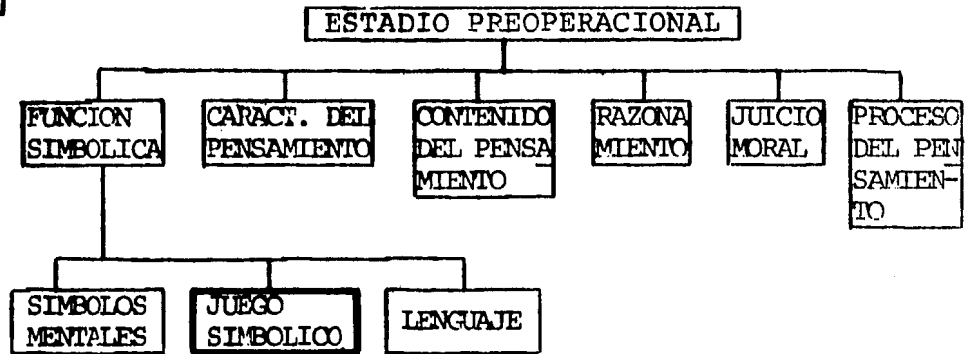 ESTADIO PREOPERACIONAL
FUNCION
SIMBOLICA
CARACT. DEL
PENSAMIENTO
CONTENIDO
DEL PENSA
MIENTO
RAZONA
MIENTO
JUICIO
MORAL
PROCESO
DEL PEN
SAMIEN-
TO
SIMBOLOS
MENTALES
JUEGO
SIMBOLICO
LENGUAJE